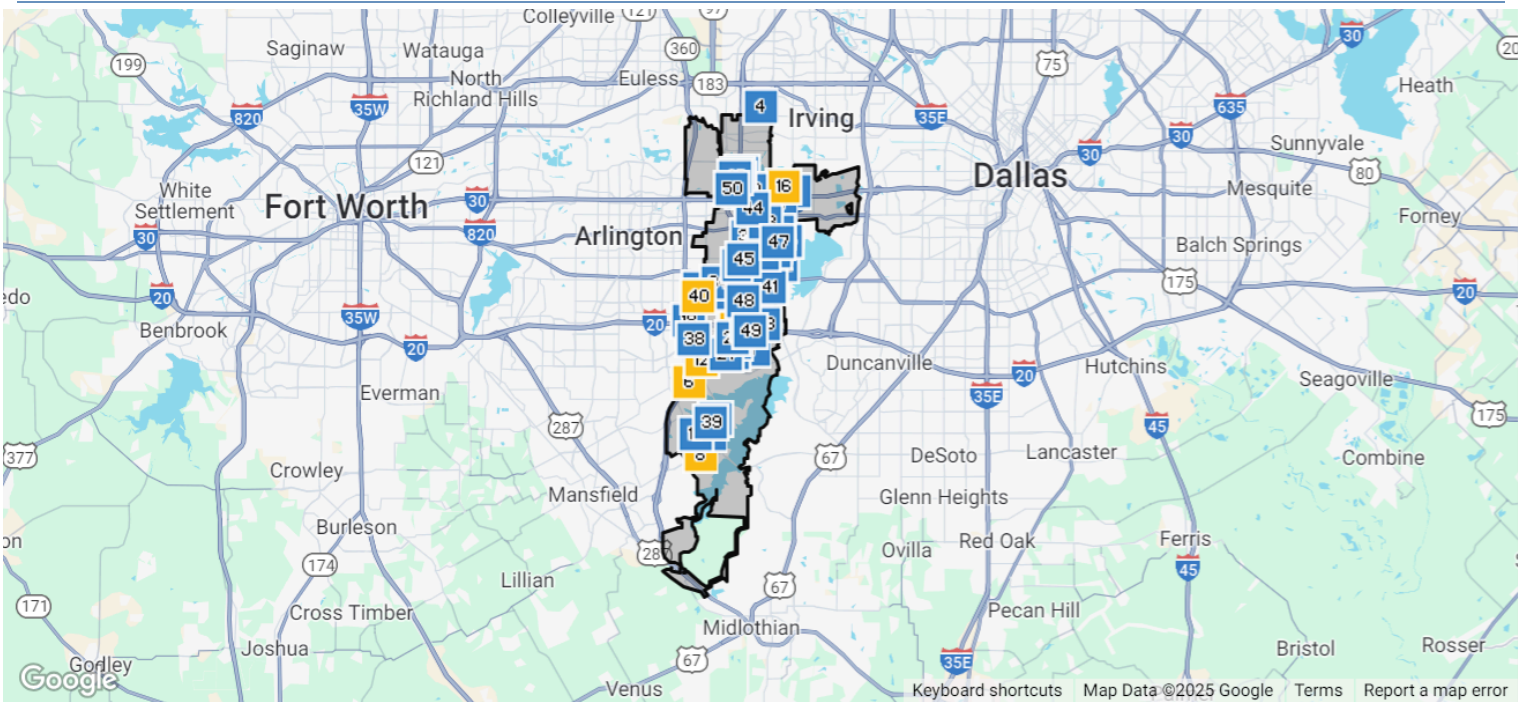 Colleyville
121
97
Saginaw
Watauga
360
30
199
North
Richland Hills
Euless
183
75
Heath
820
35W
4
Irving
35E
635
30
Sunnyvale
121
30
80
White
Settlement
50
16
Dallas
Mesquite
Fort Worth
30
44
Forney
30
820
Arlington
47
Balch Springs
45
175
20
40
41
20
48
35W
20
49
Benbrook
38
20
Duncanville
Hutchins
12
20
Seagoville
6
Everman
35E
175
287
39
45
377
67
DeSoto
Lancaster
Combine
8
Crowley
Mansfield
Glenn Heights
Burleson
287
Ovilla
Red Oak
Ferris
174
Lillian
67
45
171
Cross Timber
Pecan Hill
Midlothian
Joshua
Bristol
Rosser
67
35E
Godley
Google
Venus
Keyboard shortcuts
Map Data ©2025 Google
Terms
Report a map error